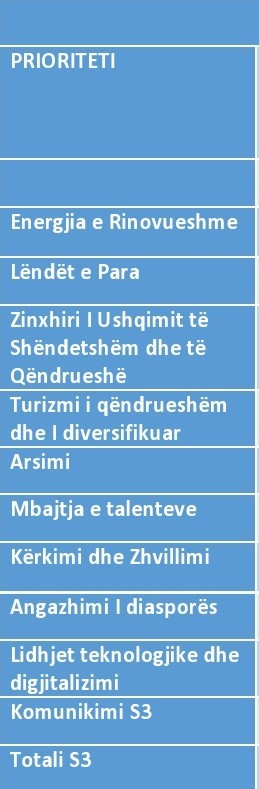 PRIORITETI
Energjia e Rinovueshme
Lëndët e Para
Zinxhiri I Ushqimit të
Shëndetshëm dhe të
Qëndrueshë
Turizmi i qëndrueshëm
dhe I diversifikuar
Arsimi
Mbajtja e talenteve
Kërkimi dhe Zhvillimi
Angazhimi I diasporës
Lidhjet teknologjike dhe
digjitalizimi
Komunikimi S3
Totali S3